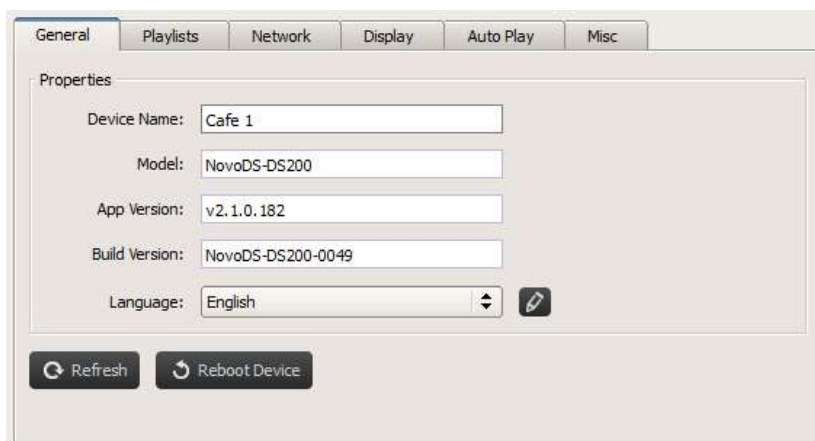 General Playlists Network Display Auto Play Misc
Properties
Device Name: Cafe 1
Model: NovoDS-DS200
App Version: v2.1.0.182
Build Version: NovoDS-DS200-0049
Language: English
Refresh Reboot Device